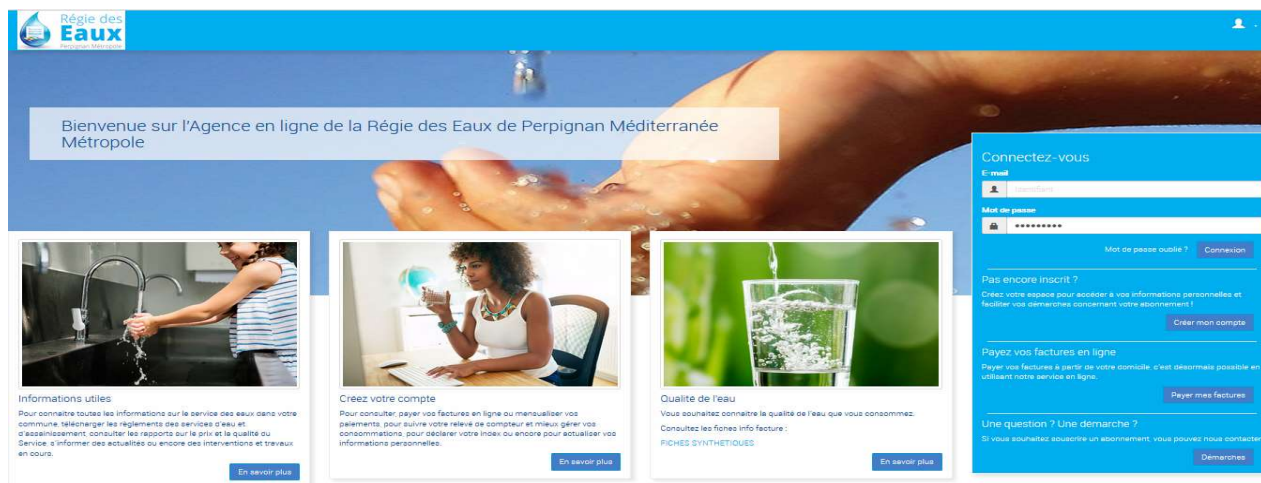 Régie des
Eaux
Perpignan Métropole
Bienvenue sur l'Agence en ligne de la Régie des Eaux de Perpignan Méditerranée
Métropole
Informations utiles
Pour connaitre toutes les informations sur le service des eaux dans votre
commune, télécharger les règlements des services d'eau et
d'assainissement, consulter les rapports sur le prix et la qualité du
Service, s'informer des actualités ou encore des interventions et travaux
en cours.
En savoir plus
Créez votre compte
Pour consulter, payer vos factures en ligne ou mensualiser vos
paiements, pour suivre votre relevé de compteur et mieux gérer vos
consommations, pour déclarer votre index ou encore pour actualiser vos
informations personnelles.
En savoir plus
Qualité de l'eau
Vous souhaitez connaitre la qualité de l'eau que vous consommez.
Consultez les fiches info facture :
FICHES SYNTHETIQUES
En savoir plus
Connectez-vous
E-mail
Identifiant
Mot de passe
•••••••••
Mot de passe oublié ?
Connexion
Pas encore inscrit ?
Créez votre espace pour accéder à vos informations personnelles et
faciliter vos démarches concernant votre abonnement !
Créer mon compte
Payez vos factures en ligne
Payer vos factures à partir de votre domicile, c'est désormais possible en
utilisant notre service en ligne.
Payer mes factures
Une question ? Une démarche ?
Si vous souhaitez souscrire un abonnement, vous pouvez nous contacter
Démarches